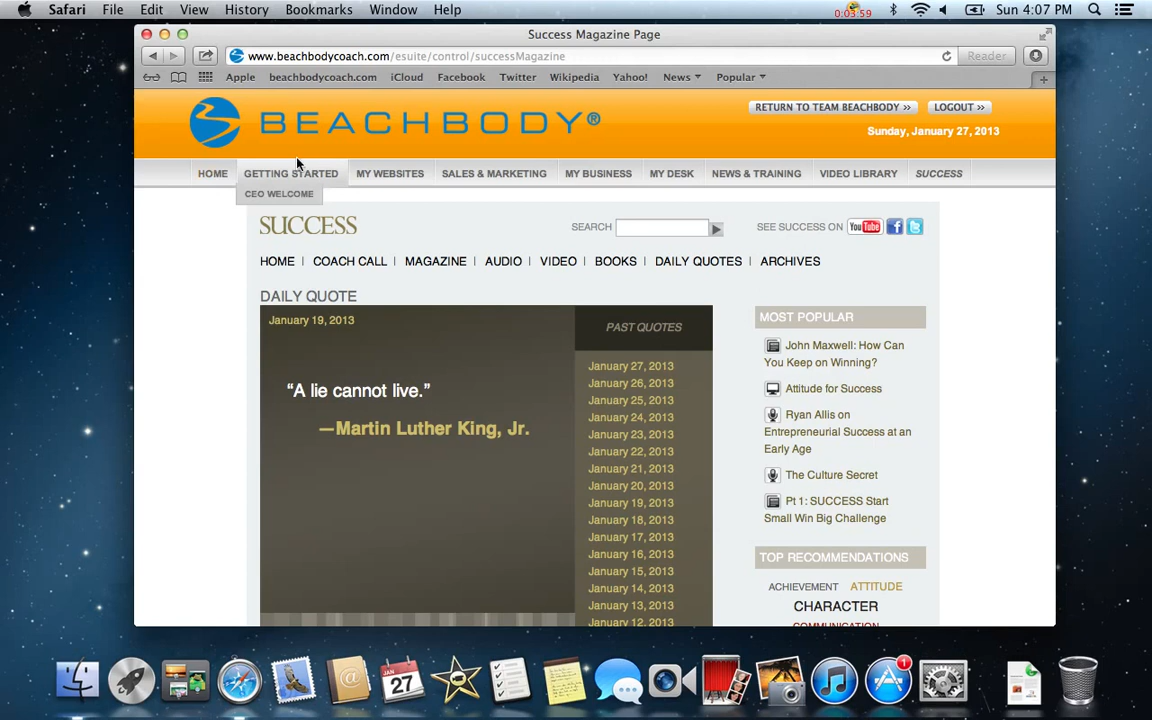 Safari File Edit View History Bookmarks Window Help 0:03:59 Sun 4:07 PM
Success Magazine Page
www.beachbodycoach.com/esuite/control/successMagazine Reader
Apple beachbodycoach.com iCloud Facebook Twitter Wikipedia Yahoo! News Popular
BEACHBODY®
RETURN TO TEAM BEACHBODY >> LOGOUT >>
Sunday, January 27, 2013
HOME GETTING STARTED MY WEBSITES SALES & MARKETING MY BUSINESS MY DESK NEWS & TRAINING VIDEO LIBRARY SUCCESS
CEO WELCOME
SUCCESS SEARCH SEE SUCCESS ON You Tube
HOME | COACH CALL | MAGAZINE | AUDIO | VIDEO | BOOKS | DAILY QUOTES | ARCHIVES
DAILY QUOTE
January 19, 2013
“A lie cannot live.”
—Martin Luther King, Jr.
PAST QUOTES
January 27, 2013
January 26, 2013
January 25, 2013
January 24, 2013
January 23, 2013
January 22, 2013
January 21, 2013
January 20, 2013
January 19, 2013
January 18, 2013
January 17, 2013
January 16, 2013
January 15, 2013
January 14, 2013
January 13, 2013
January 12, 2013
MOST POPULAR
John Maxwell: How Can
You Keep on Winning?
Attitude for Success
Ryan Allis on
Entrepreneurial Success at an
Early Age
The Culture Secret
Pt 1: SUCCESS Start
Small Win Big Challenge
TOP RECOMMENDATIONS
ACHIEVEMENT ATTITUDE
CHARACTER
COMMUNICATION
JAN
27
1